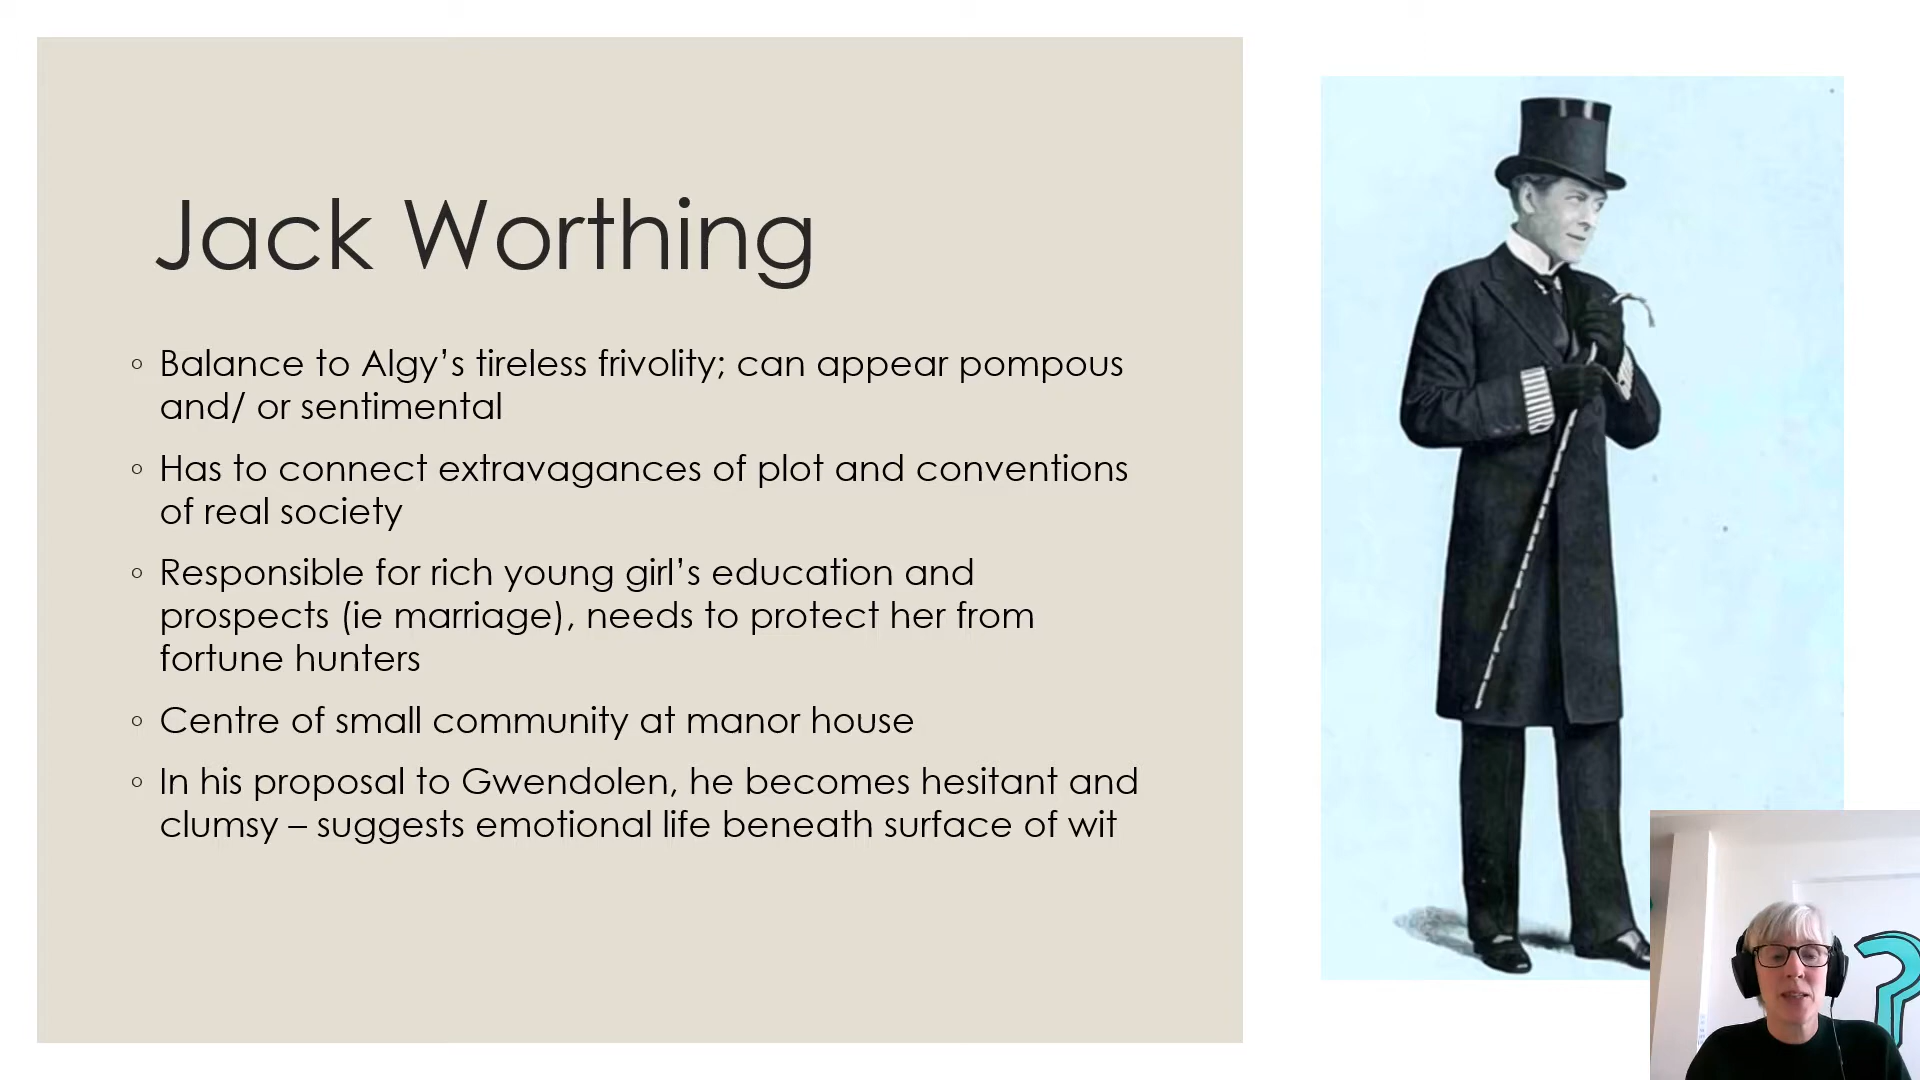 Jack Worthing
◦ Balance to Algy’s tireless frivolity; can appear pompous
and/ or sentimental
◦ Has to connect extravagances of plot and conventions
of real society
◦ Responsible for rich young girl’s education and
prospects (ie marriage), needs to protect her from
fortune hunters
◦ Centre of small community at manor house
◦ In his proposal to Gwendolen, he becomes hesitant and
clumsy – suggests emotional life beneath surface of wit
?